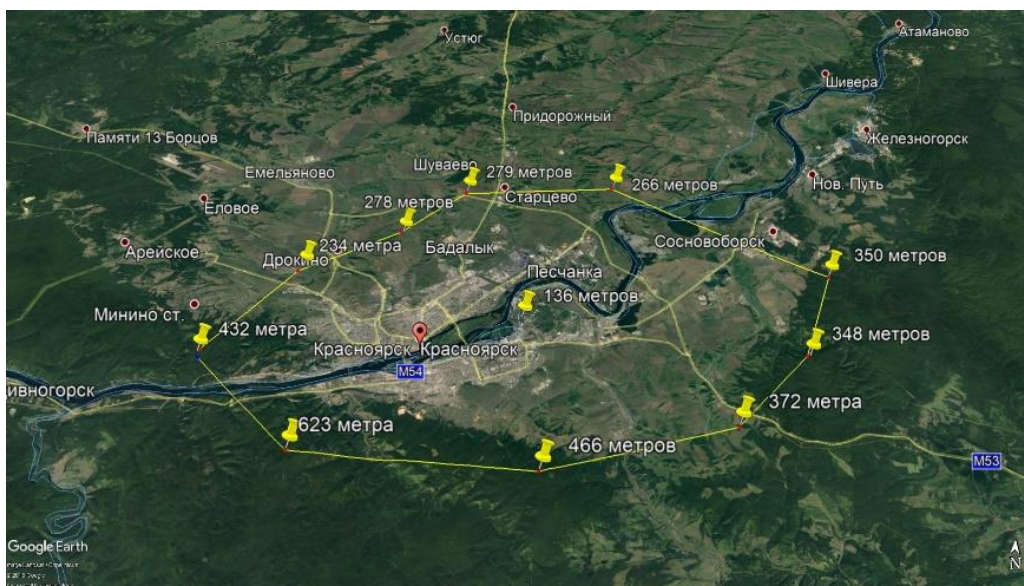 Устюг
Атаманово
Шивера
Придорожный
Памяти 13 Борцов
Железногорск
Шуваево
279 метров
Емельяново
266 метров
Нов. Путь
Старцево
Еловое
278 метров
234 метра
Бадалык
Сосновоборск
Арейское
Дрокино
350 метров
Песчанка
136 метров
Минино ст.
432 метра
348 метров
Красноярск Красноярск
M54
ивногорск
372 метра
623 метра
466 метров
M53
Google Earth
N